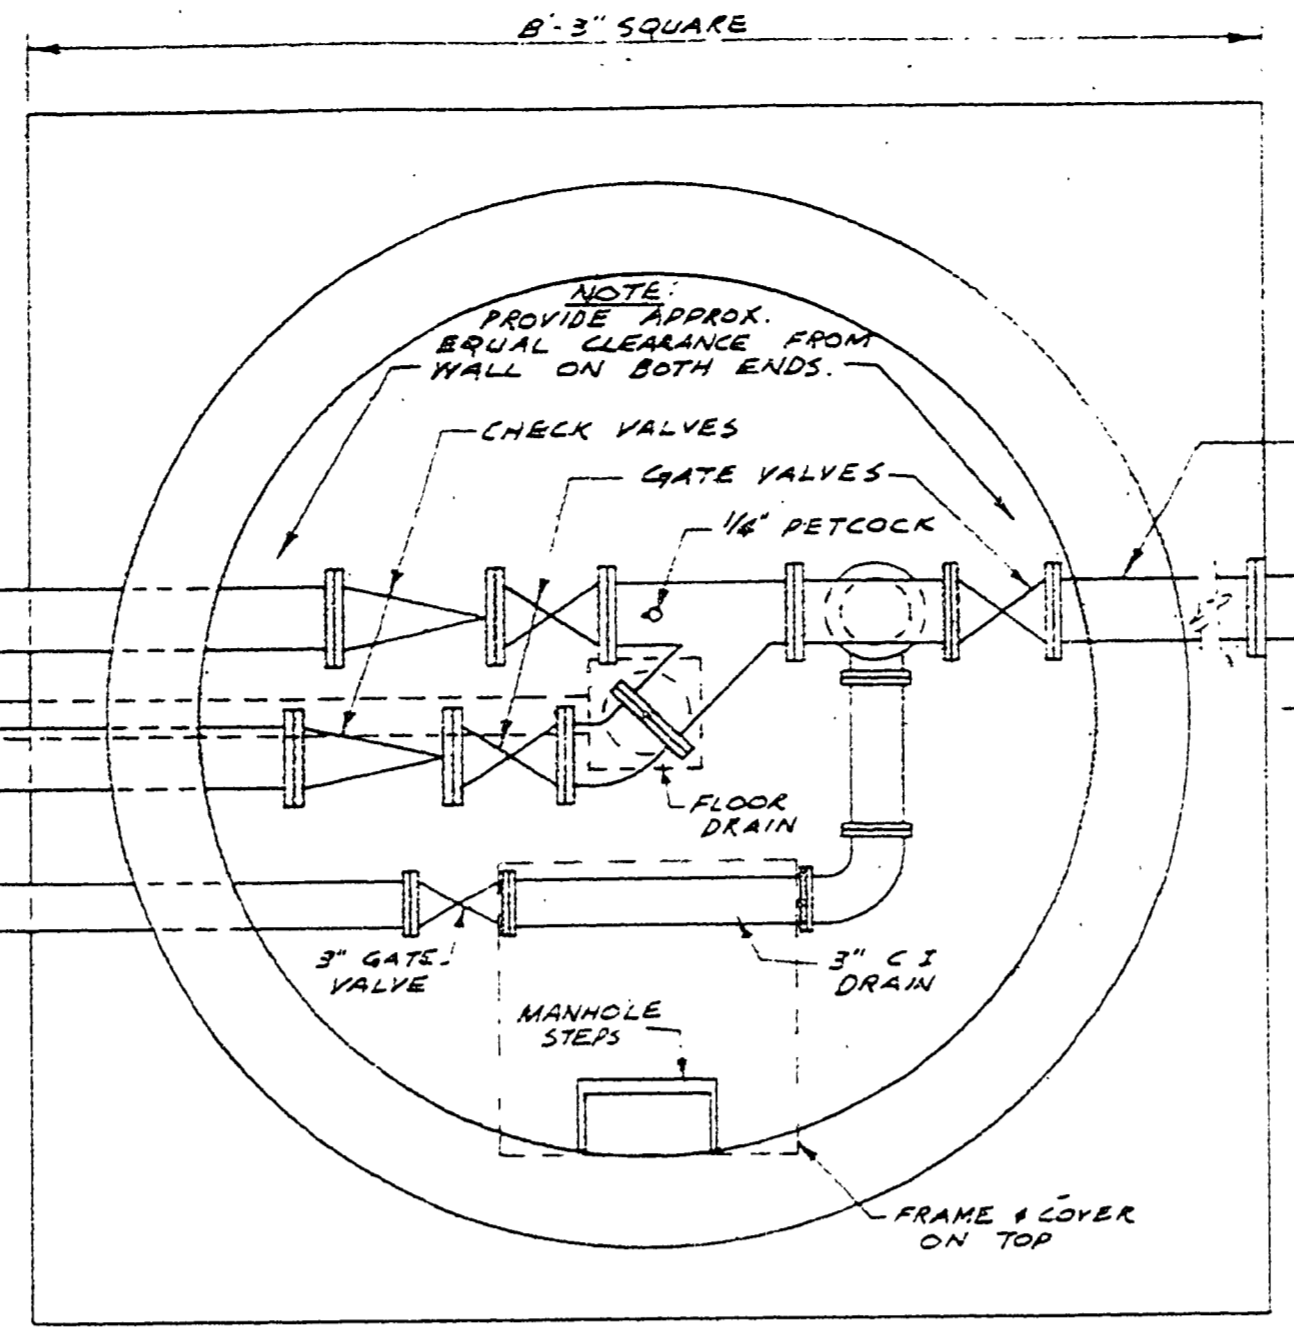 8'-3" SQUARE
NOTE:
PROVIDE APPROX.
EQUAL CLEARANCE FROM
WALL ON BOTH ENDS.
CHECK VALVES
GATE VALVES
1/4" PETCOCK
FLOOR
DRAIN
3" GATE
VALVE
3" C I
DRAIN
MANHOLE
STEPS
FRAME & COVER
ON TOP